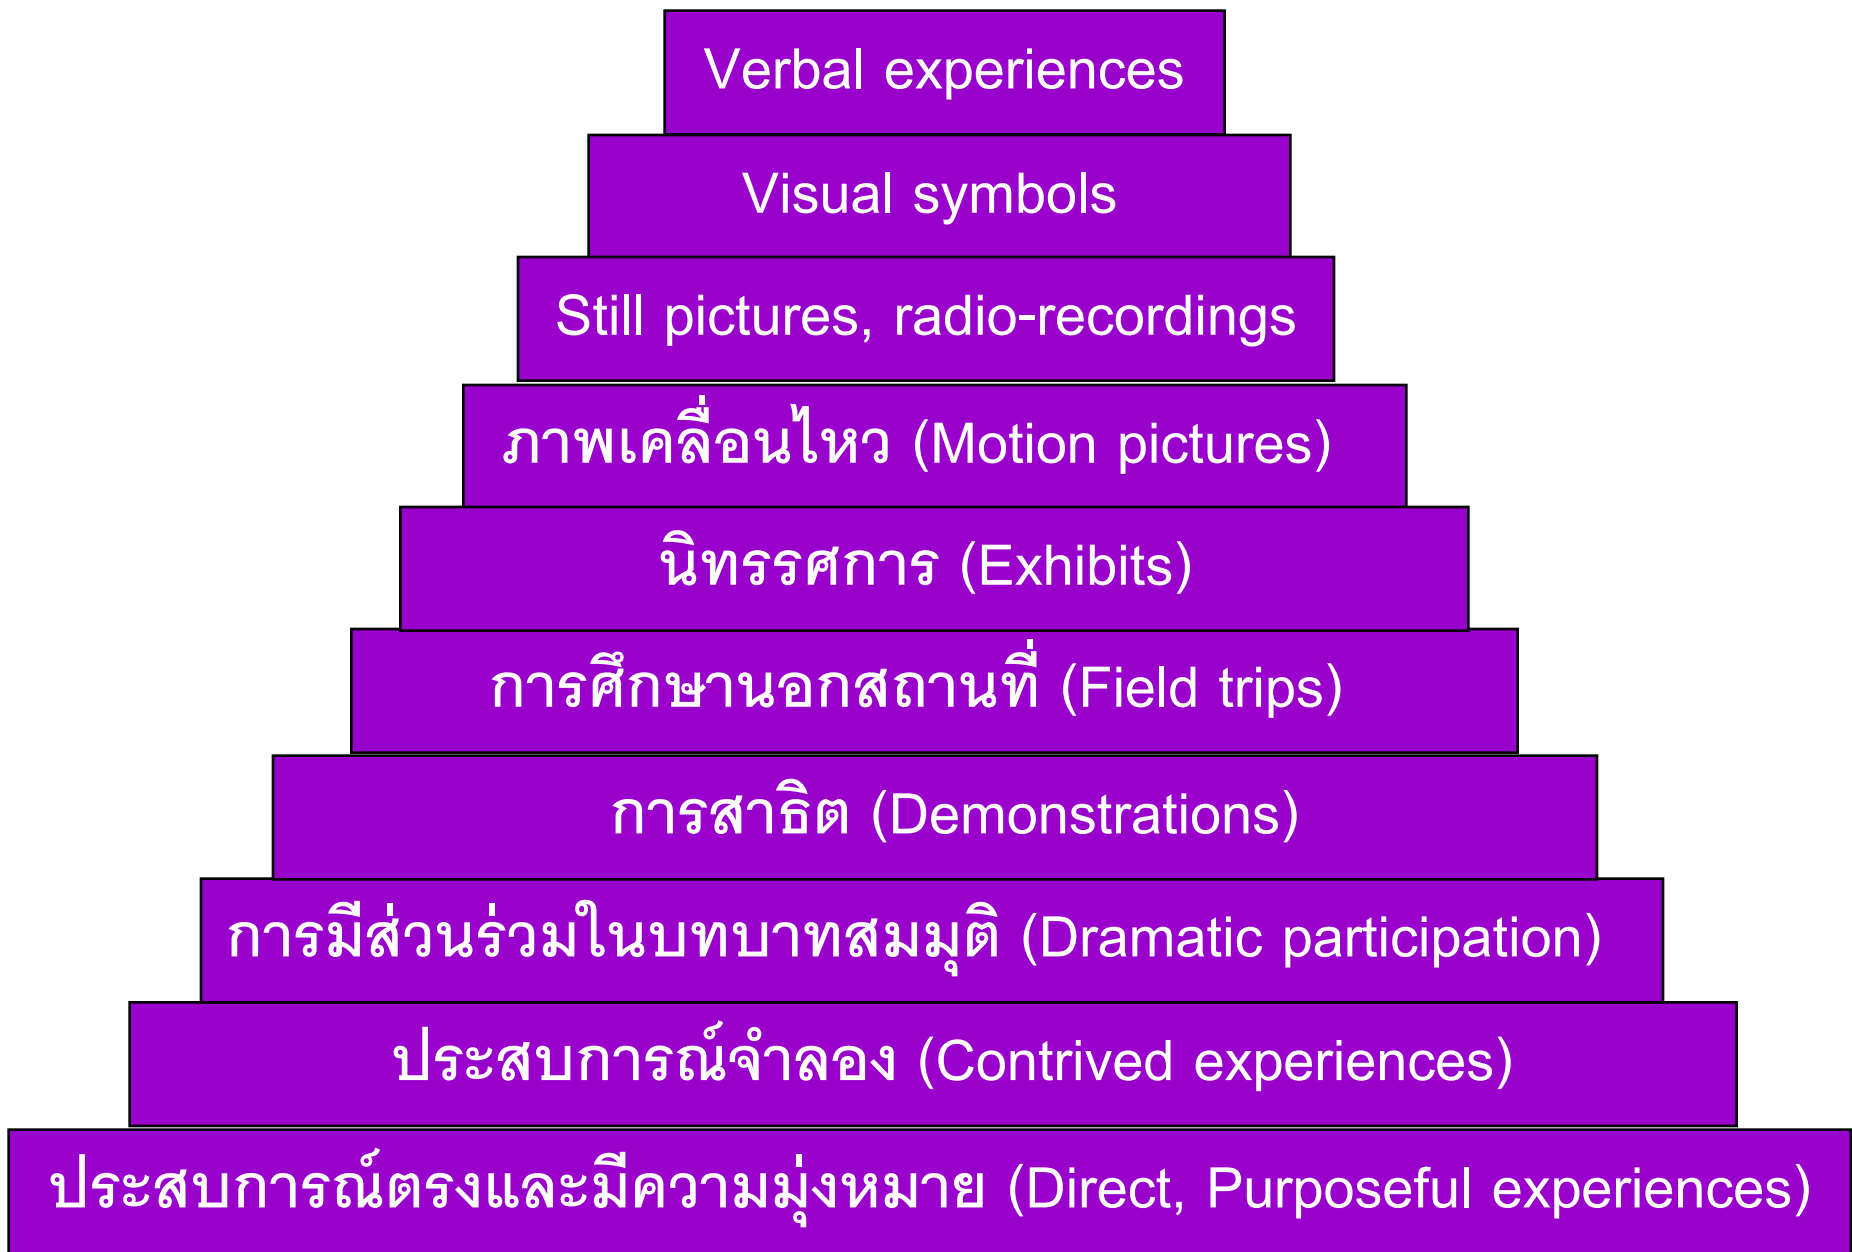 Verbal experiences
Visual symbols
Still pictures, radio-recordings
ภาพเคลื่อนไหว (Motion pictures)
นิทรรศการ (Exhibits)
การศึกษานอกสถานที่ (Field trips)
การสาธิต (Demonstrations)
การมีส่วนร่วมในบทบาทสมมุติ (Dramatic participation)
ประสบการณ์จำลอง (Contrived experiences)
ประสบการณ์ตรงและมีความมุ่งหมาย (Direct, Purposeful experiences)